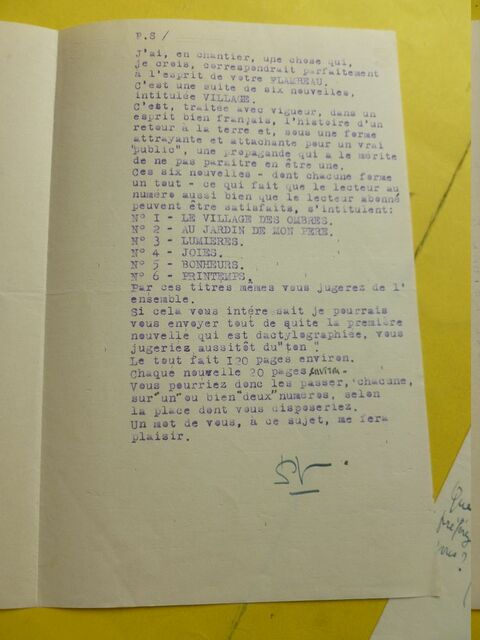 P.S /
J'ai, en chantier, une chose qui,
je crois, correspondrait parfaitement
à l'esprit de votre FLAMBEAU.
C'est une suite de six nouvelles,
intitulée VILLAGE.
C'est, traitée avec vigueur, dans un
esprit bien français, l'histoire d'un
retour à la terre et, sous une forme
attrayante et attachante pour un vrai
"public", une propagande qui a le mérite
de ne pas paraître en être une.
Ces six nouvelles - dont chacune forme
un tout - ce qui fait que le lecteur au
numéro aussi bien que le lecteur abonné
peuvent être satisfaits, s'intitulent:
N° I - LE VILLAGE DES OMBRES.
N° 2 - AU JARDIN DE MON PERE.
N° 3 - LUMIERES.
N° 4 - JOIES.
N° 5 - BONHEURS.
N° 6 - PRINTEMPS.
Par ces titres mêmes vous jugerez de l'
ensemble.
Si cela vous intéressait je pourrais
vous envoyer tout de suite la première
nouvelle qui est dactylographiée, vous
jugeriez aussitôt du "ton".
Le tout fait I20 pages environ.
Chaque nouvelle 20 pages environ.
Vous pourriez donc les passer, chacune,
sur "un" ou bien "deux" numéros, selon
la place dont vous disposeriez.
Un mot de vous, à ce sujet, me fera
plaisir.
Que
préférez